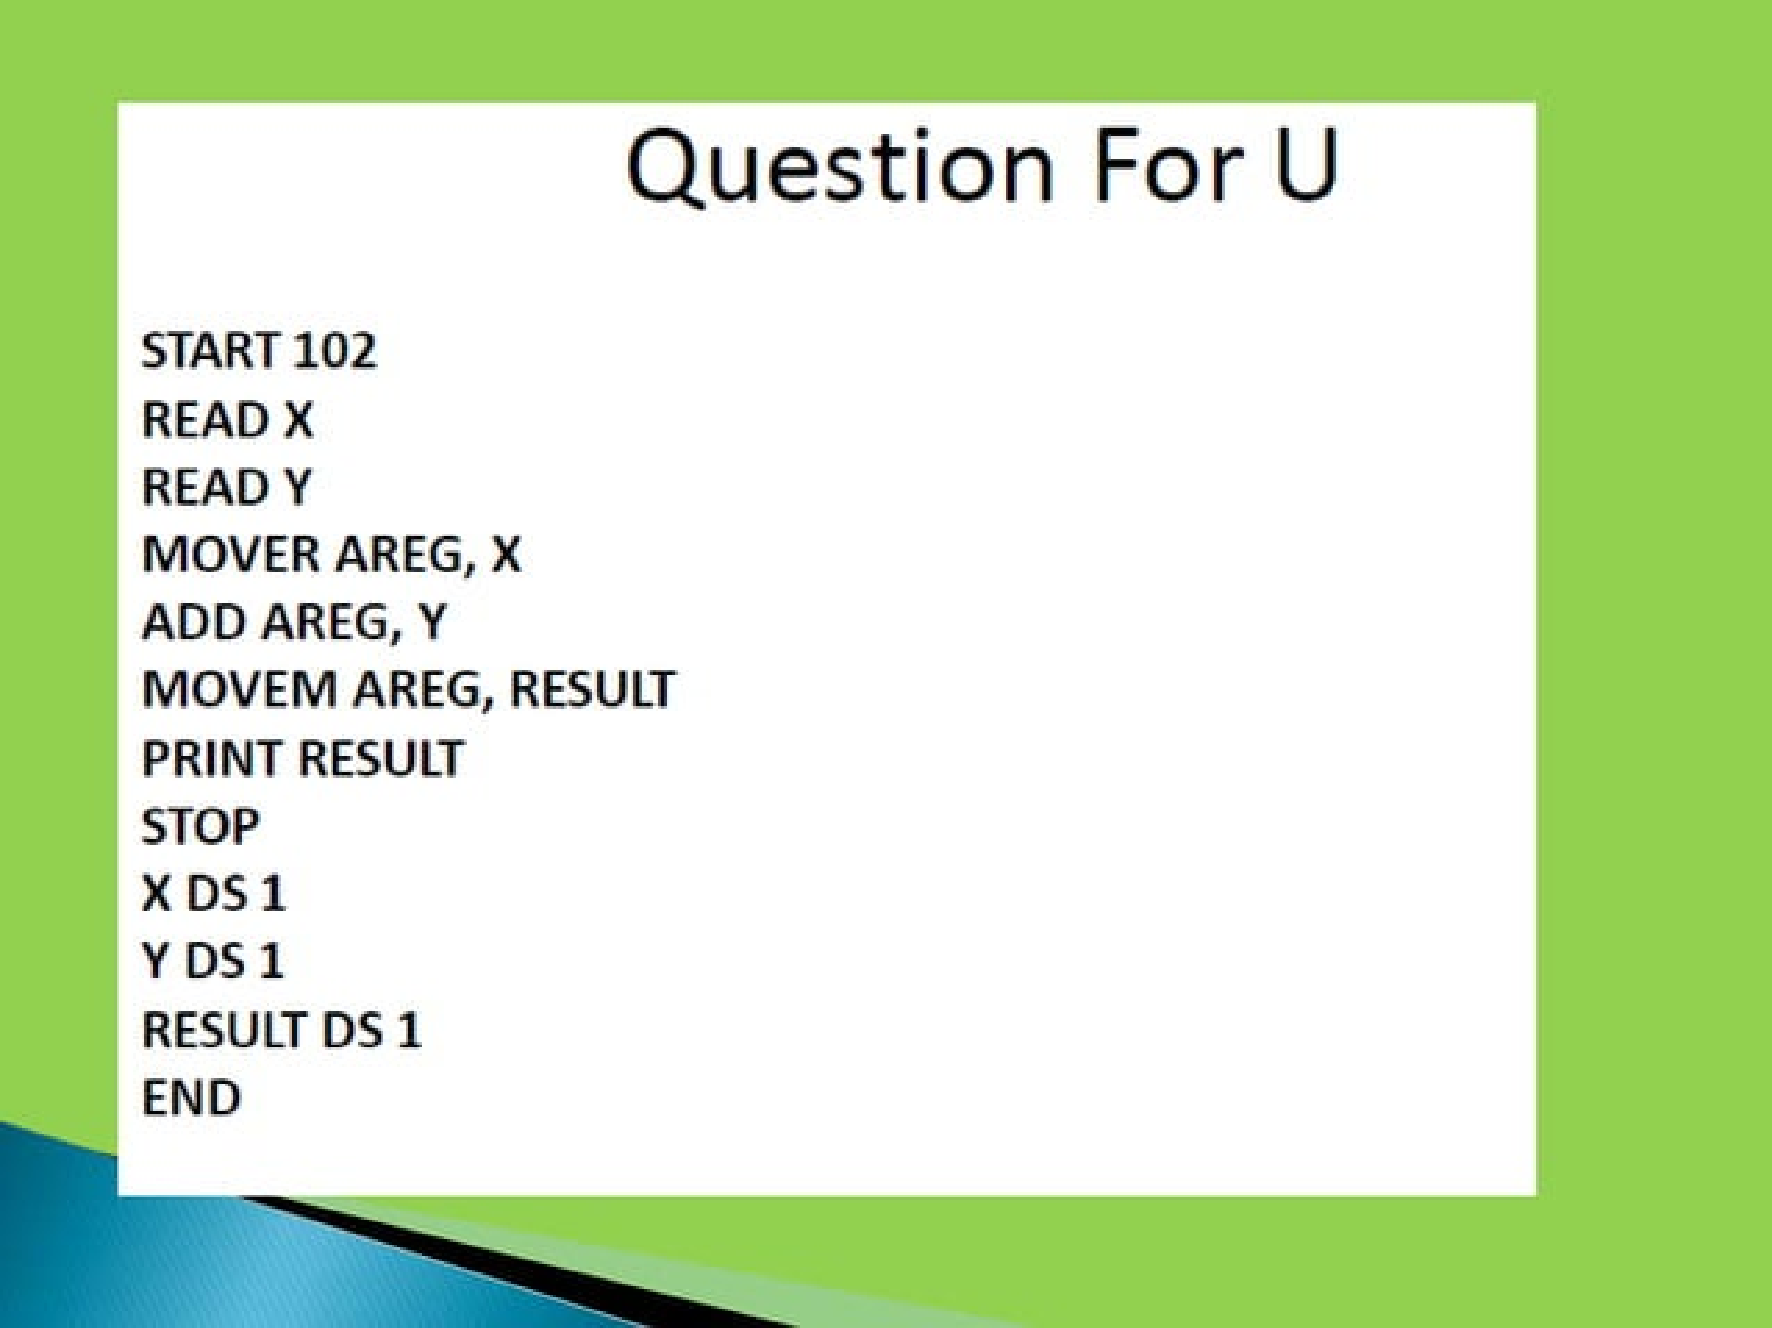 Question For U
START 102
READ X
READ Y
MOVER AREG, X
ADD AREG, Y
MOVEM AREG, RESULT
PRINT RESULT
STOP
X DS 1
Y DS 1
RESULT DS 1
END